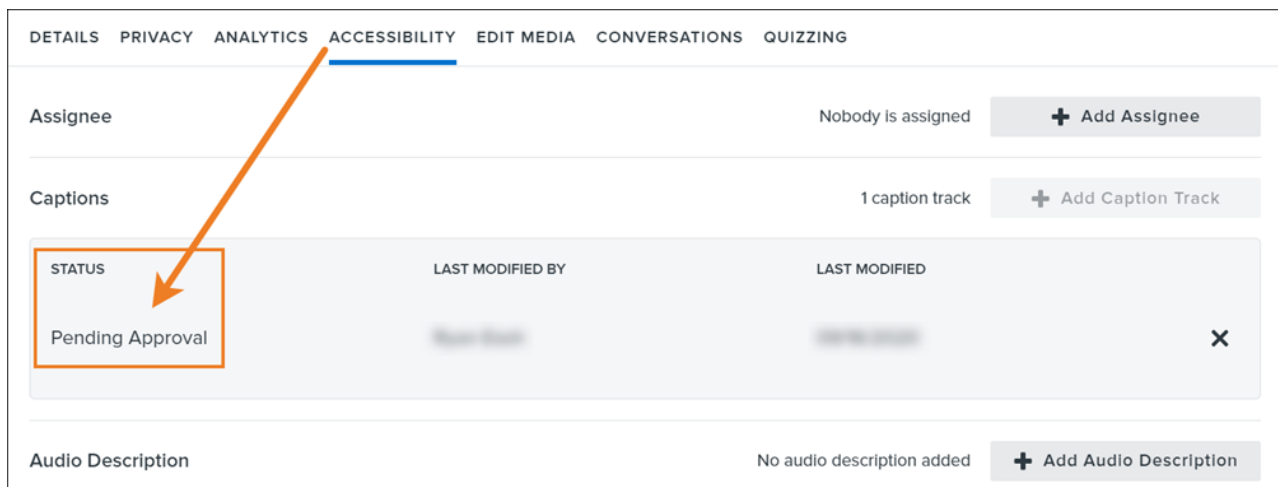 DETAILS PRIVACY ANALYTICS ACCESSIBILITY EDIT MEDIA CONVERSATIONS QUIZZING
Assignee Nobody is assigned + Add Assignee
Captions 1 caption track + Add Caption Track
STATUS LAST MODIFIED BY LAST MODIFIED
Pending Approval
Audio Description No audio description added + Add Audio Description